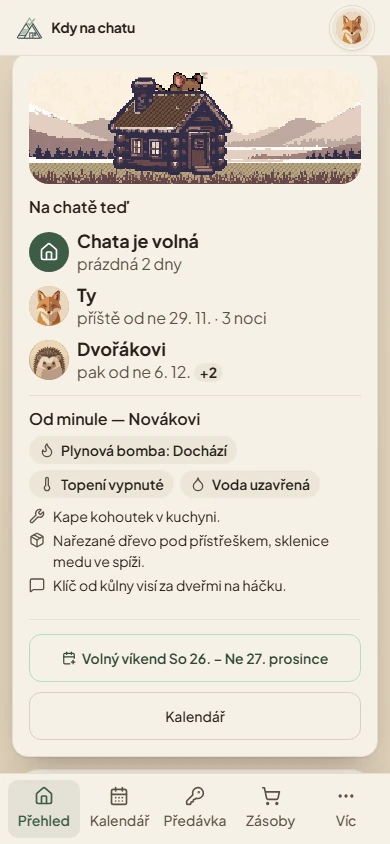 Kdy na chatu
Na chatě teď
Chata je volná
prázdná 2 dny
Ty
příště od ne 29. 11. · 3 noci
Dvořákovi
pak od ne 6. 12. +2
Od minule — Novákovi
Plynová bomba: Dochází
Topení vypnuté
Voda uzavřená
Kape kohoutek v kuchyni.
Nařezané dřevo pod přístřeškem, sklenice
medu ve spíži.
Klíč od kůlny visí za dveřmi na háčku.
Volný víkend So 26. – Ne 27. prosince
Kalendář
Přehled
Kalendář
Předávka
Zásoby
Víc